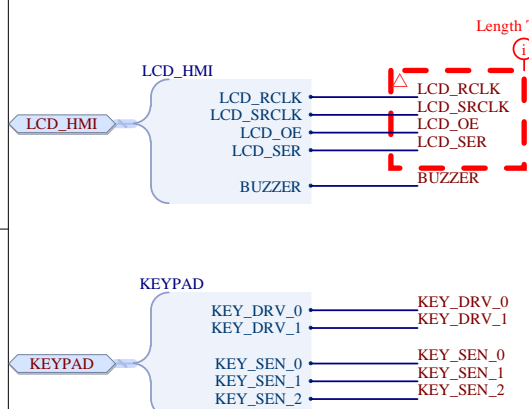 Length T
i
LCD_HMI
LCD_HMI
LCD_RCLK LCD_RCLK
LCD_SRCLK LCD_SRCLK
LCD_OE LCD_OE
LCD_SER LCD_SER
BUZZER BUZZER
KEYPAD
KEYPAD
KEY_DRV_0 KEY_DRV_0
KEY_DRV_1 KEY_DRV_1
KEY_SEN_0 KEY_SEN_0
KEY_SEN_1 KEY_SEN_1
KEY_SEN_2 KEY_SEN_2